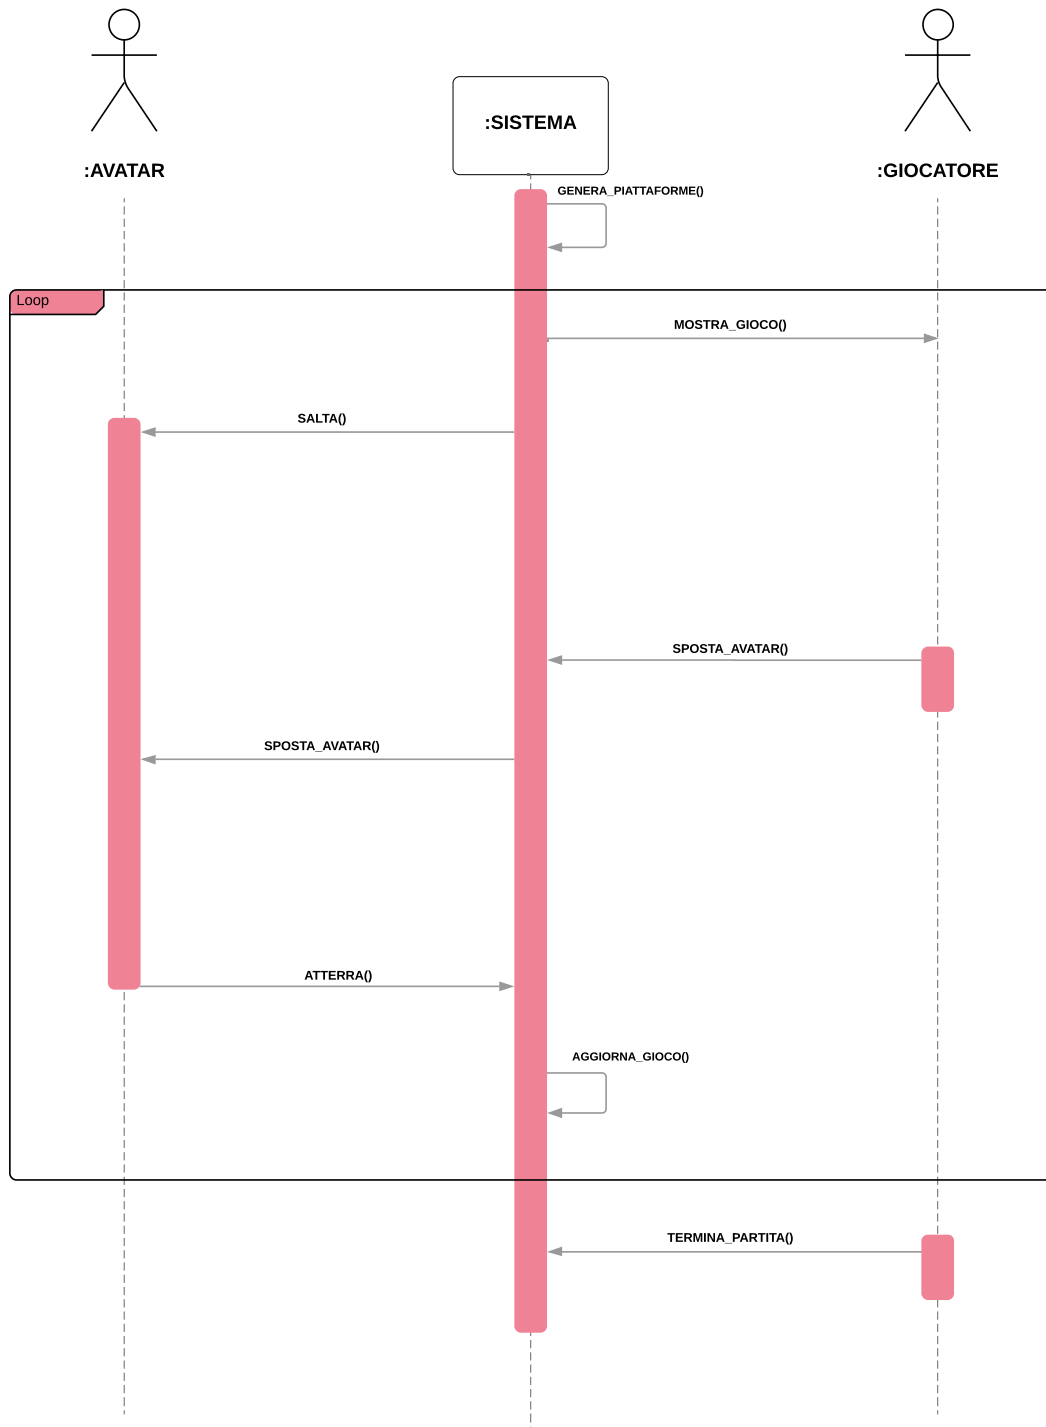 :AVATAR
:SISTEMA
:GIOCATORE
GENERA_PIATTAFORME()
Loop
MOSTRA_GIOCO()
SALTA()
SPOSTA_AVATAR()
SPOSTA_AVATAR()
ATTERRA()
AGGIORNA_GIOCO()
TERMINA_PARTITA()